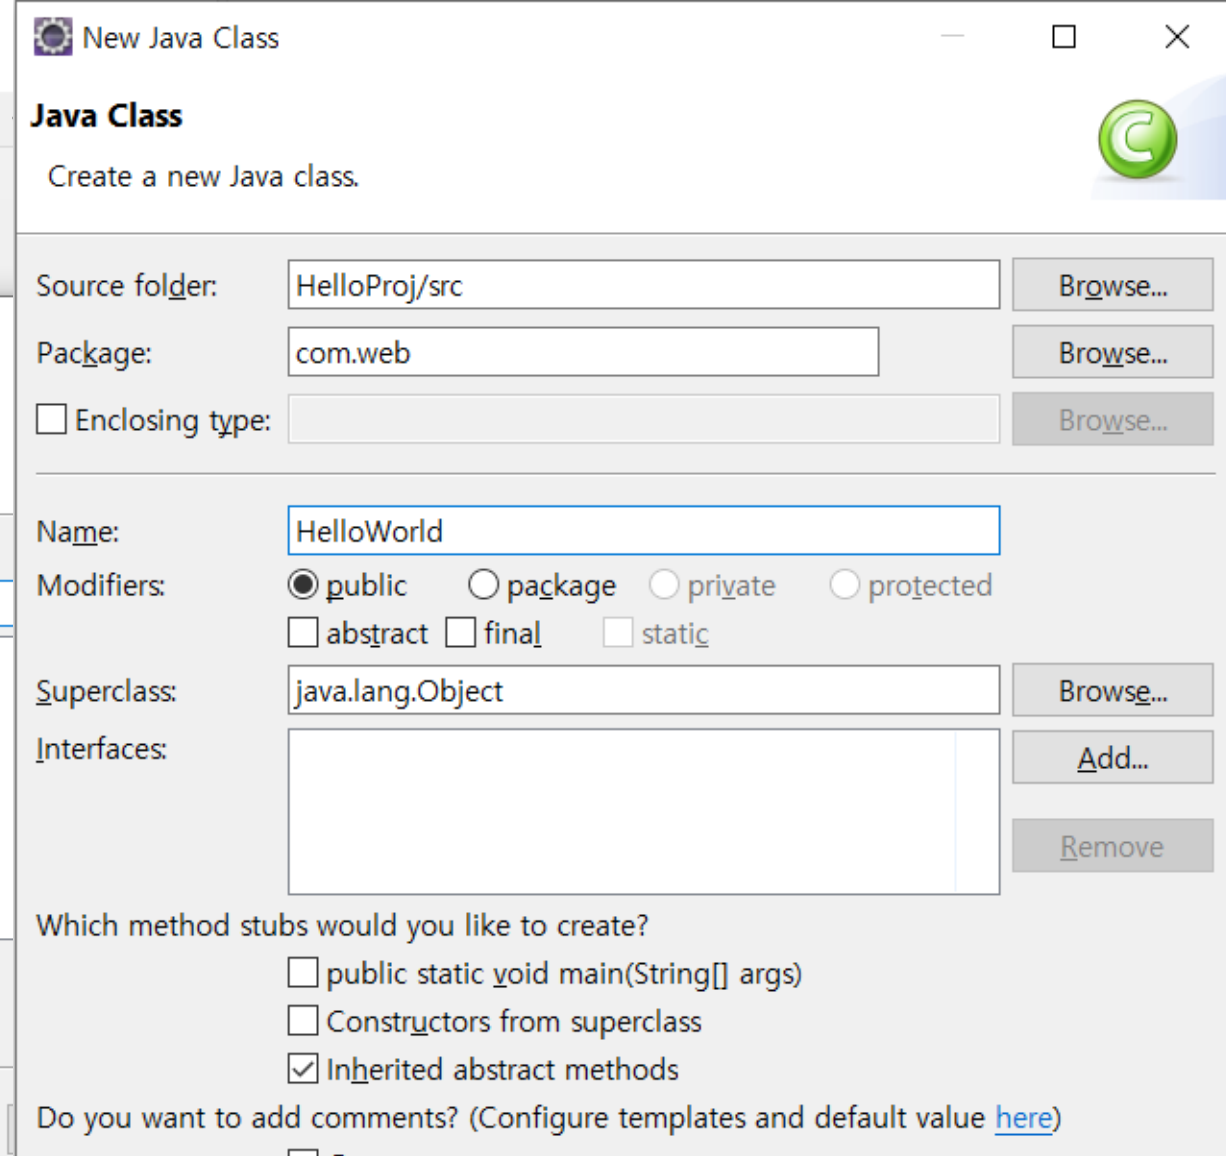 New Java Class
Java Class
Create a new Java class.
Source folder: HelloProj/src Browse...
Package: com.web Browse...
Enclosing type: Browse...
Name: HelloWorld
Modifiers: public package private protected
abstract final static
Superclass: java.lang.Object Browse...
Interfaces: Add...
Remove
Which method stubs would you like to create?
public static void main(String[] args)
Constructors from superclass
Inherited abstract methods
Do you want to add comments? (Configure templates and default value here)